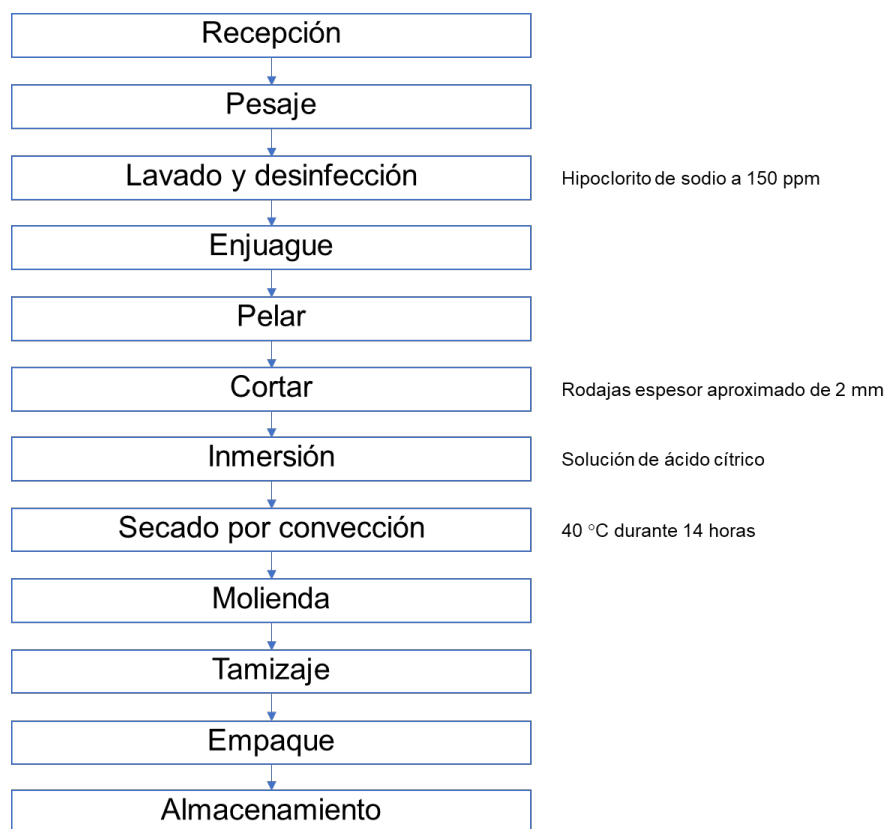 Recepción
Pesaje
Lavado y desinfección
Hipoclorito de sodio a 150 ppm
Enjuague
Pelar
Cortar
Rodajas espesor aproximado de 2 mm
Inmersión
Solución de ácido cítrico
Secado por convección
40 °C durante 14 horas
Molienda
Tamizaje
Empaque
Almacenamiento